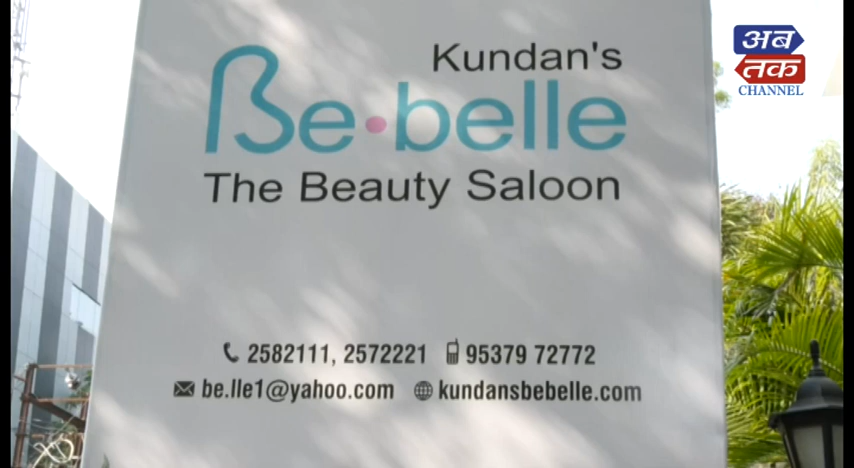 Kundan's
Be•belle
The Beauty Saloon
2582111, 2572221 95379 72772
be.lle1@yahoo.com kundansbebelle.com
अब
तक
CHANNEL